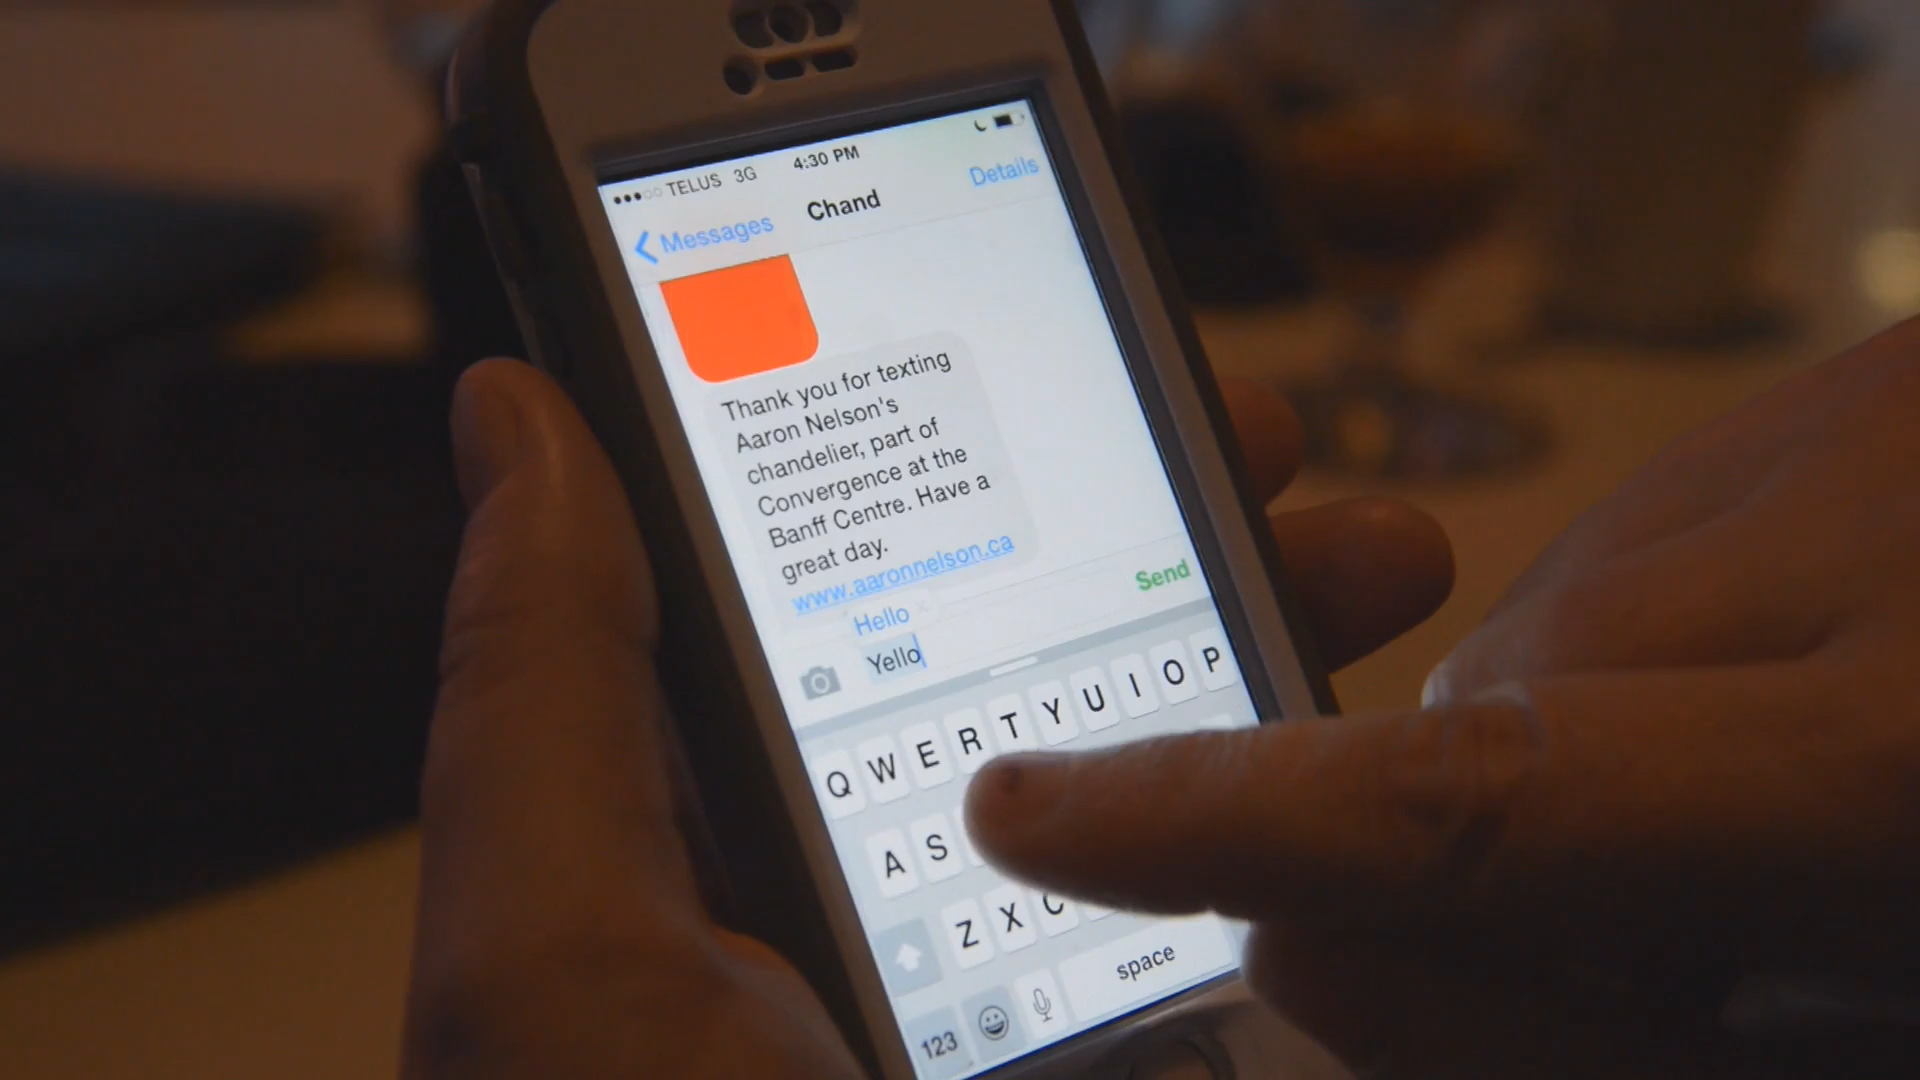 TELUS 3G 4:30 PM
Messages Chand Details
Thank you for texting
Aaron Nelson's
chandelier, part of
Convergence at the
Banff Centre. Have a
great day.
www.aaronnelson.ca
Hello ×
Yello
Send
Q W E R T Y U I O P
A S
Z X C
123 space